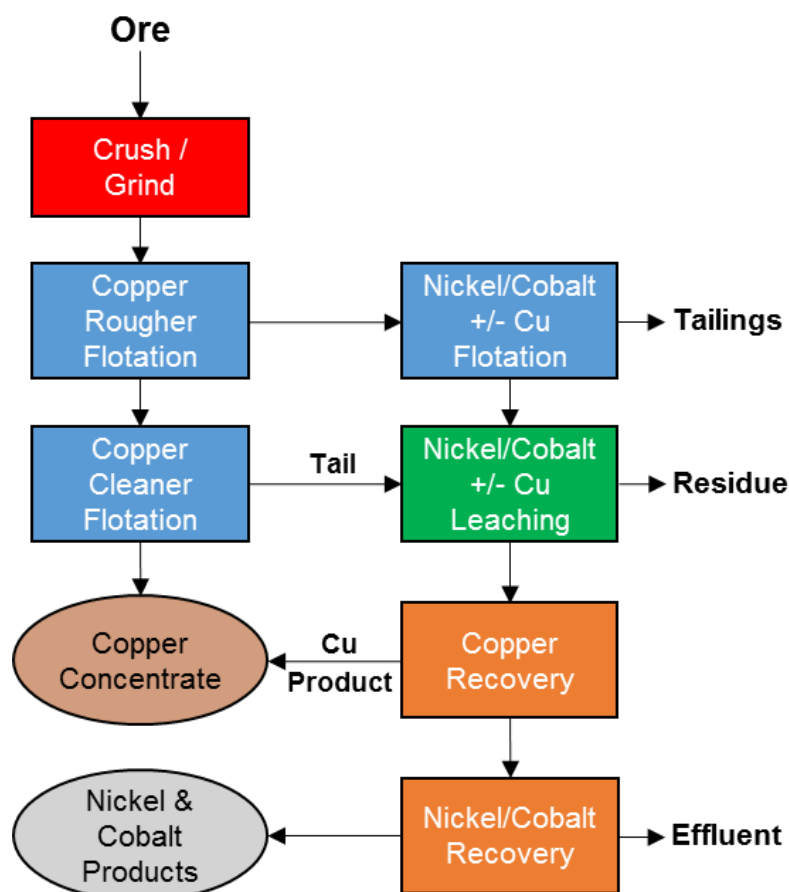 Ore
Crush /
Grind
Copper
Rougher
Flotation
Nickel/Cobalt
+/- Cu
Flotation
Tailings
Copper
Cleaner
Flotation
Tail
Nickel/Cobalt
+/- Cu
Leaching
Residue
Copper
Concentrate
Cu
Product
Copper
Recovery
Nickel &
Cobalt
Products
Nickel/Cobalt
Recovery
Effluent